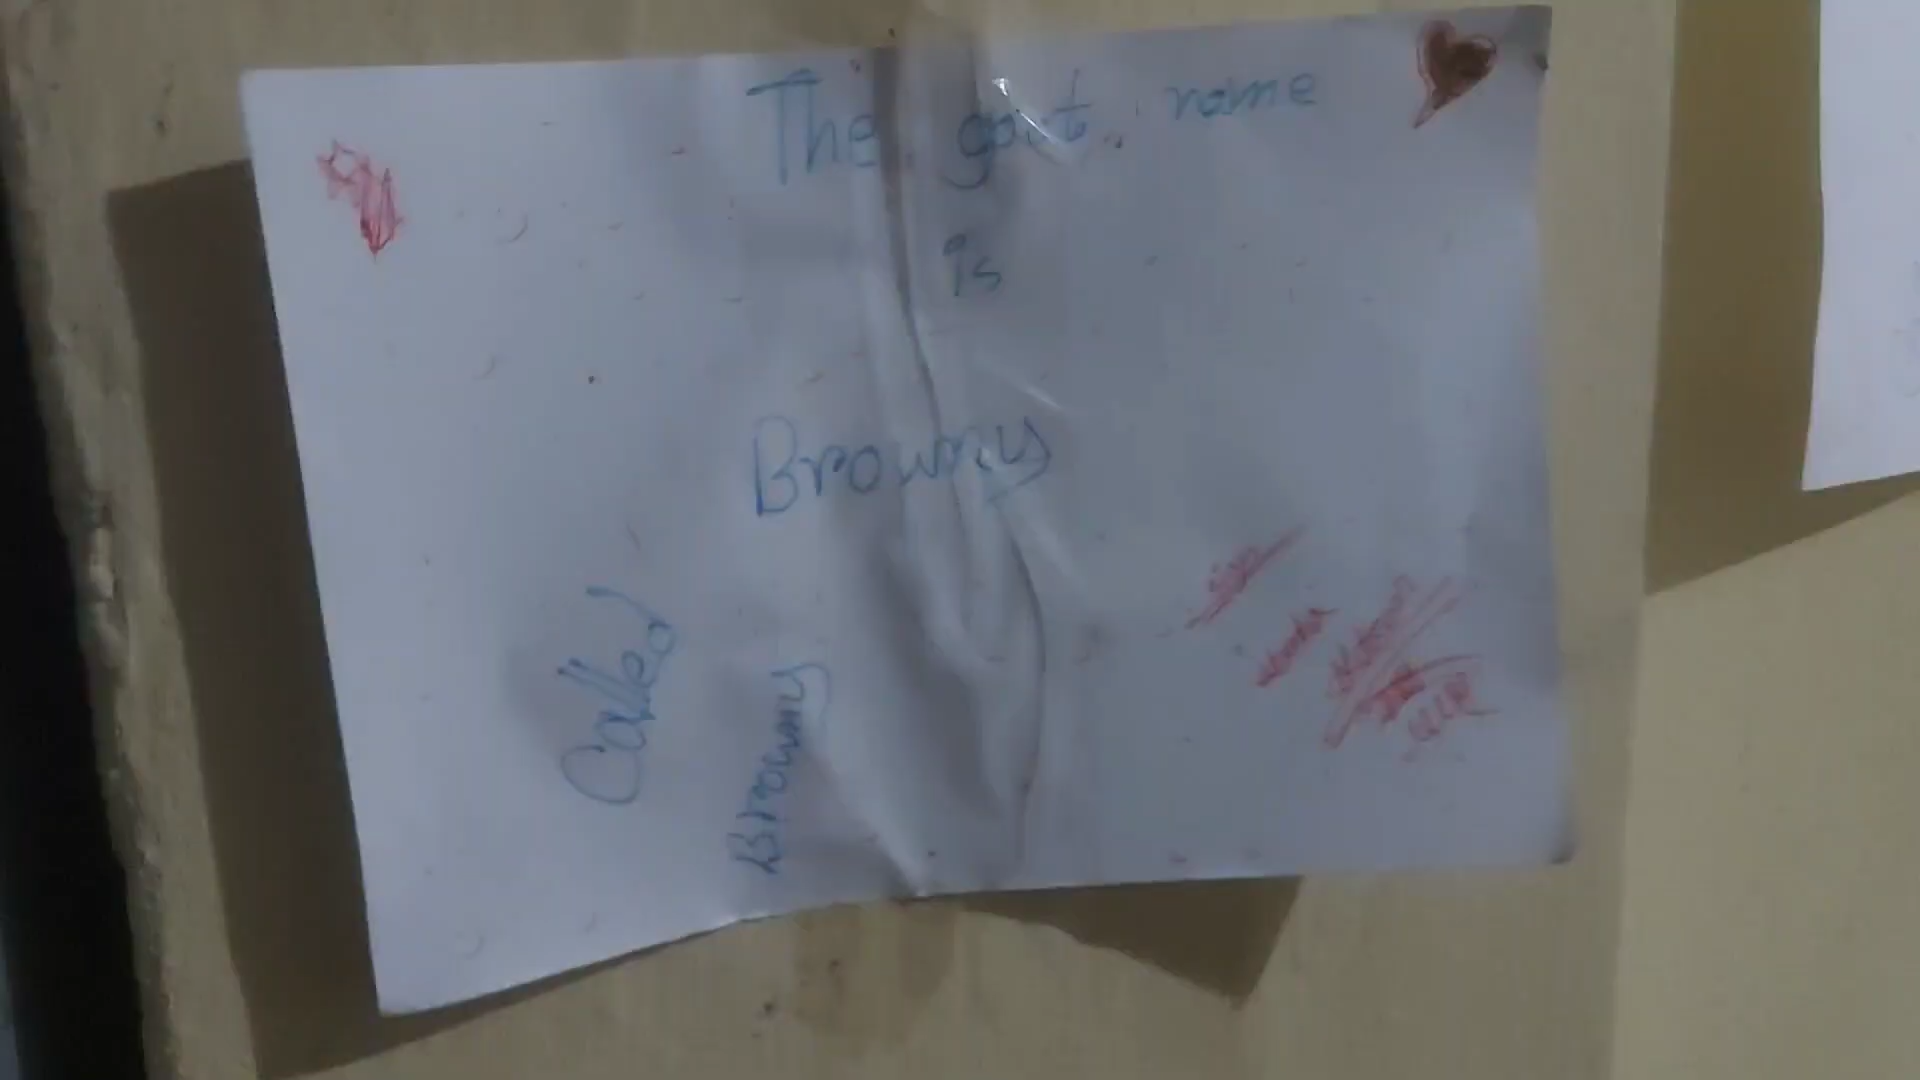 The goat name
is
Browny
Called
Browny